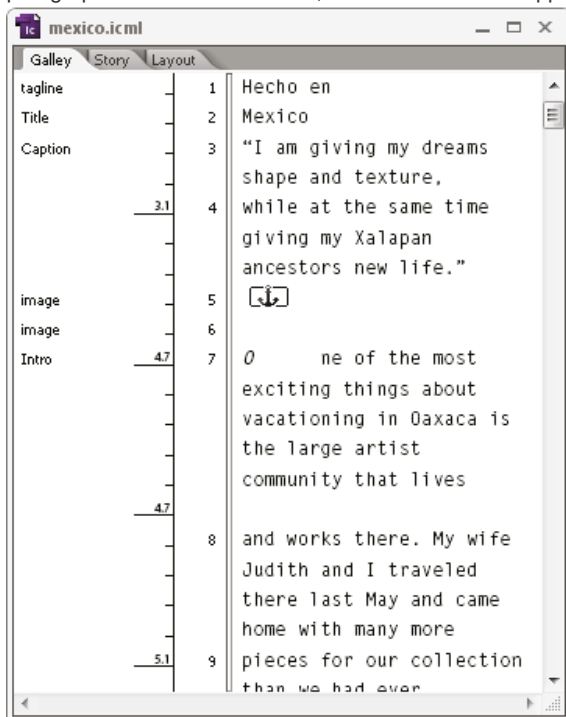 mexico.icml
Galley Story Layout
tagline 1 Hecho en
Title 2 Mexico
Caption 3 “I am giving my dreams
shape and texture,
3.1 4 while at the same time
giving my Xalapan
ancestors new life.”
image 5
image 6
Intro 4.7 7 O ne of the most
exciting things about
vacationing in Oaxaca is
the large artist
community that lives
4.7
8 and works there. My wife
Judith and I traveled
there last May and came
home with many more
5.1 9 pieces for our collection
than we had ever